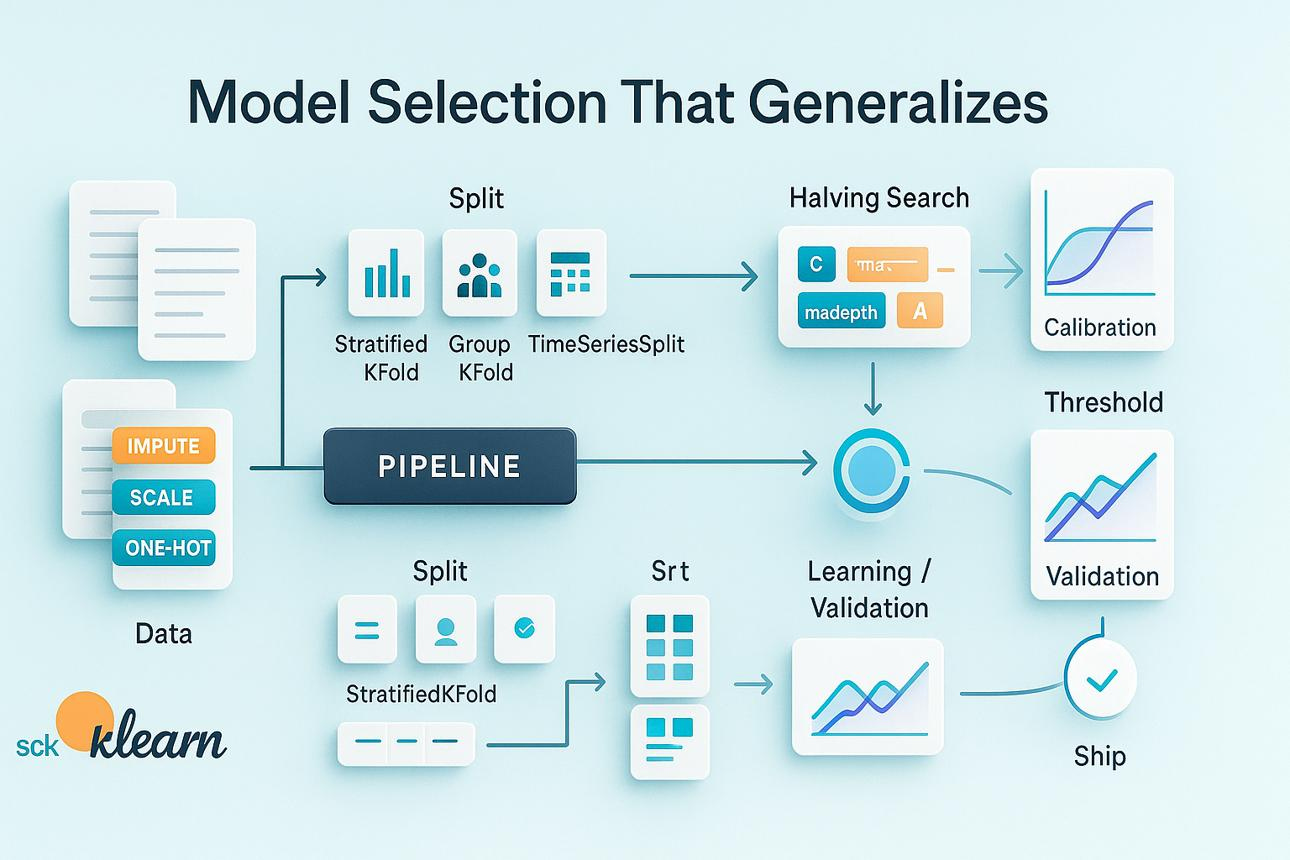 Model Selection That Generalizes
Split
Stratified
KFold
Group
KFold
TimeSeriesSplit
Halving Search
C
ma.
madepth
A
Calibration
IMPUTE
SCALE
ONE-HOT
Data
PIPELINE
Threshold
Validation
Split
StratifiedKFold
Srt
Learning /
Validation
Ship
sck klearn